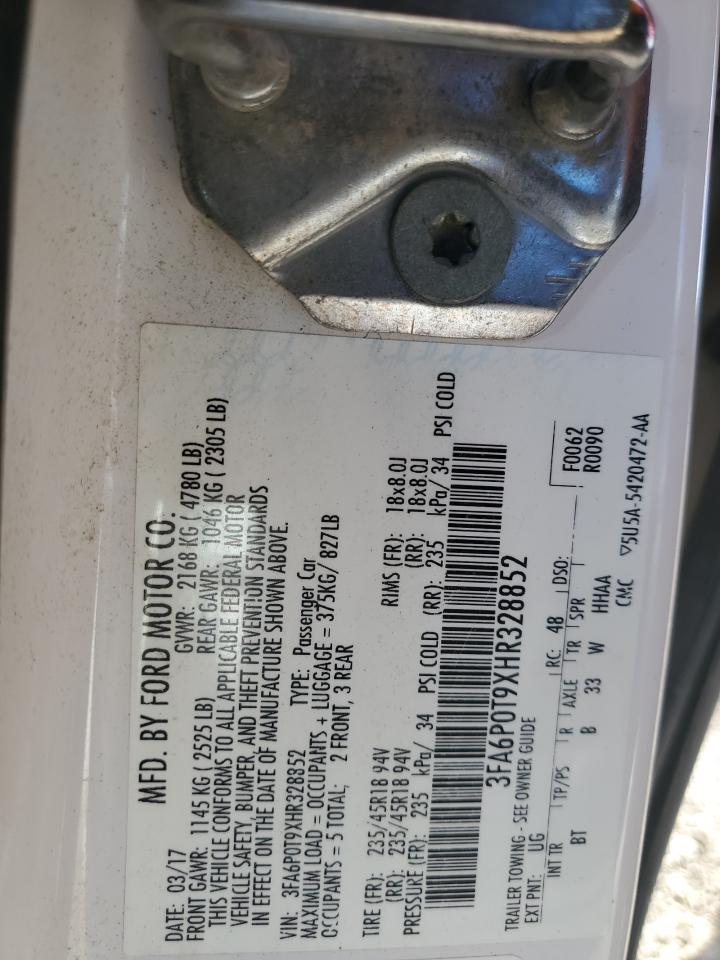 MFD. BY FORD MOTOR CO.
DATE: 03/17 GVWR: 2168 KG ( 4780 LB)
FRONT GAWR: 1145 KG ( 2525 LB) REAR GAWR: 1046 KG ( 2305 LB)
THIS VEHICLE CONFORMS TO ALL APPLICABLE FEDERAL MOTOR
VEHICLE SAFETY, BUMPER, AND THEFT PREVENTION STANDARDS
IN EFFECT ON THE DATE OF MANUFACTURE SHOWN ABOVE.
VIN: 3FA6P0T9XHR328852 TYPE: Passenger Car
MAXIMUM LOAD = OCCUPANTS + LUGGAGE = 375KG/ 827LB
OCCUPANTS = 5 TOTAL; 2 FRONT, 3 REAR
TIRE (FR): 235/45R18 94V RIMS (FR): 18x8.0J
(RR): 235/45R18 94V (RR): 18x8.0J
PRESSURE (FR): 235 kPa/ 34 PSI COLD (RR): 235 kPa/ 34 PSI COLD
3FA6P0T9XHR328852
TRAILER TOWING - SEE OWNER GUIDE
F0062
R0090
EXT PNT: UG RC: 48 DSO:
INT TR TP/PS R AXLE TR SPR
BT B 33 W HHAA
CMC ▽5U5A-5420472-AA